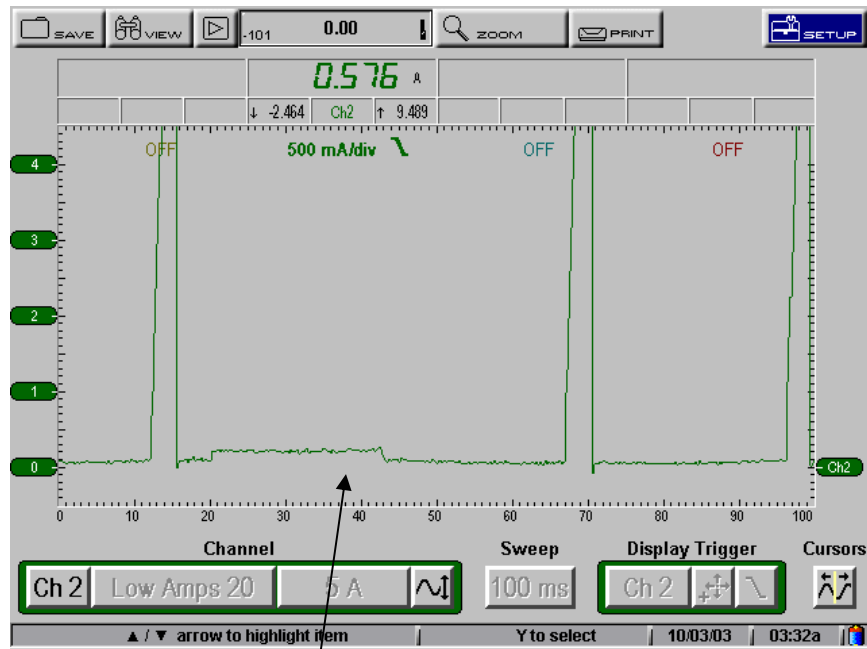 SAVE VIEW -101 0.00 ZOOM PRINT SETUP
0.576 A
↓ -2.464 Ch2 ↑ 9.489
OFF 500 mA/div OFF OFF
4
3
2
1
0 Ch2
0 10 20 30 40 50 60 70 80 90 100
Channel Sweep Display Trigger Cursors
Ch 2 Low Amps 20 5 A 100 ms Ch 2
▲ / ▼ arrow to highlight item Y to select 10/03/03 03:32a